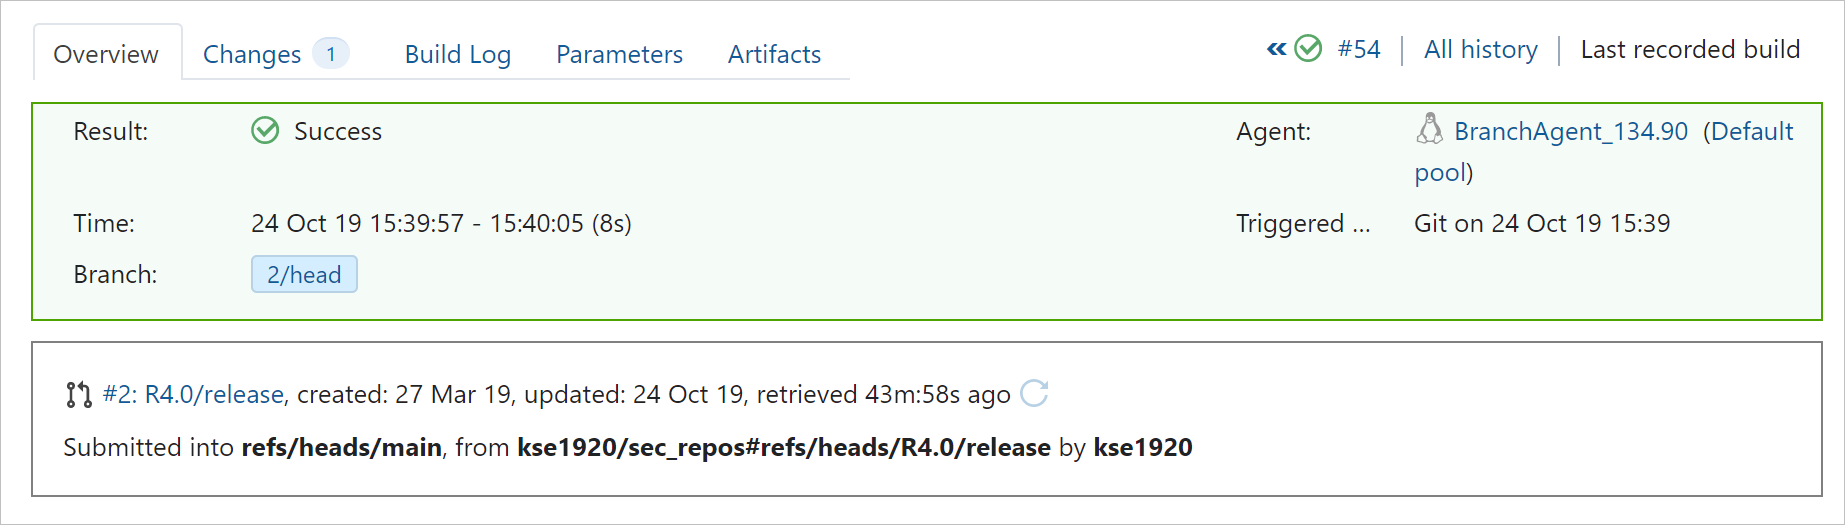 Overview Changes 1 Build Log Parameters Artifacts « #54 | All history | Last recorded build
Result: Success Agent: BranchAgent_134.90 (Default pool)
Time: 24 Oct 19 15:39:57 - 15:40:05 (8s) Triggered ... Git on 24 Oct 19 15:39
Branch: 2/head
#2: R4.0/release, created: 27 Mar 19, updated: 24 Oct 19, retrieved 43m:58s ago
Submitted into refs/heads/main, from kse1920/sec_repos#refs/heads/R4.0/release by kse1920